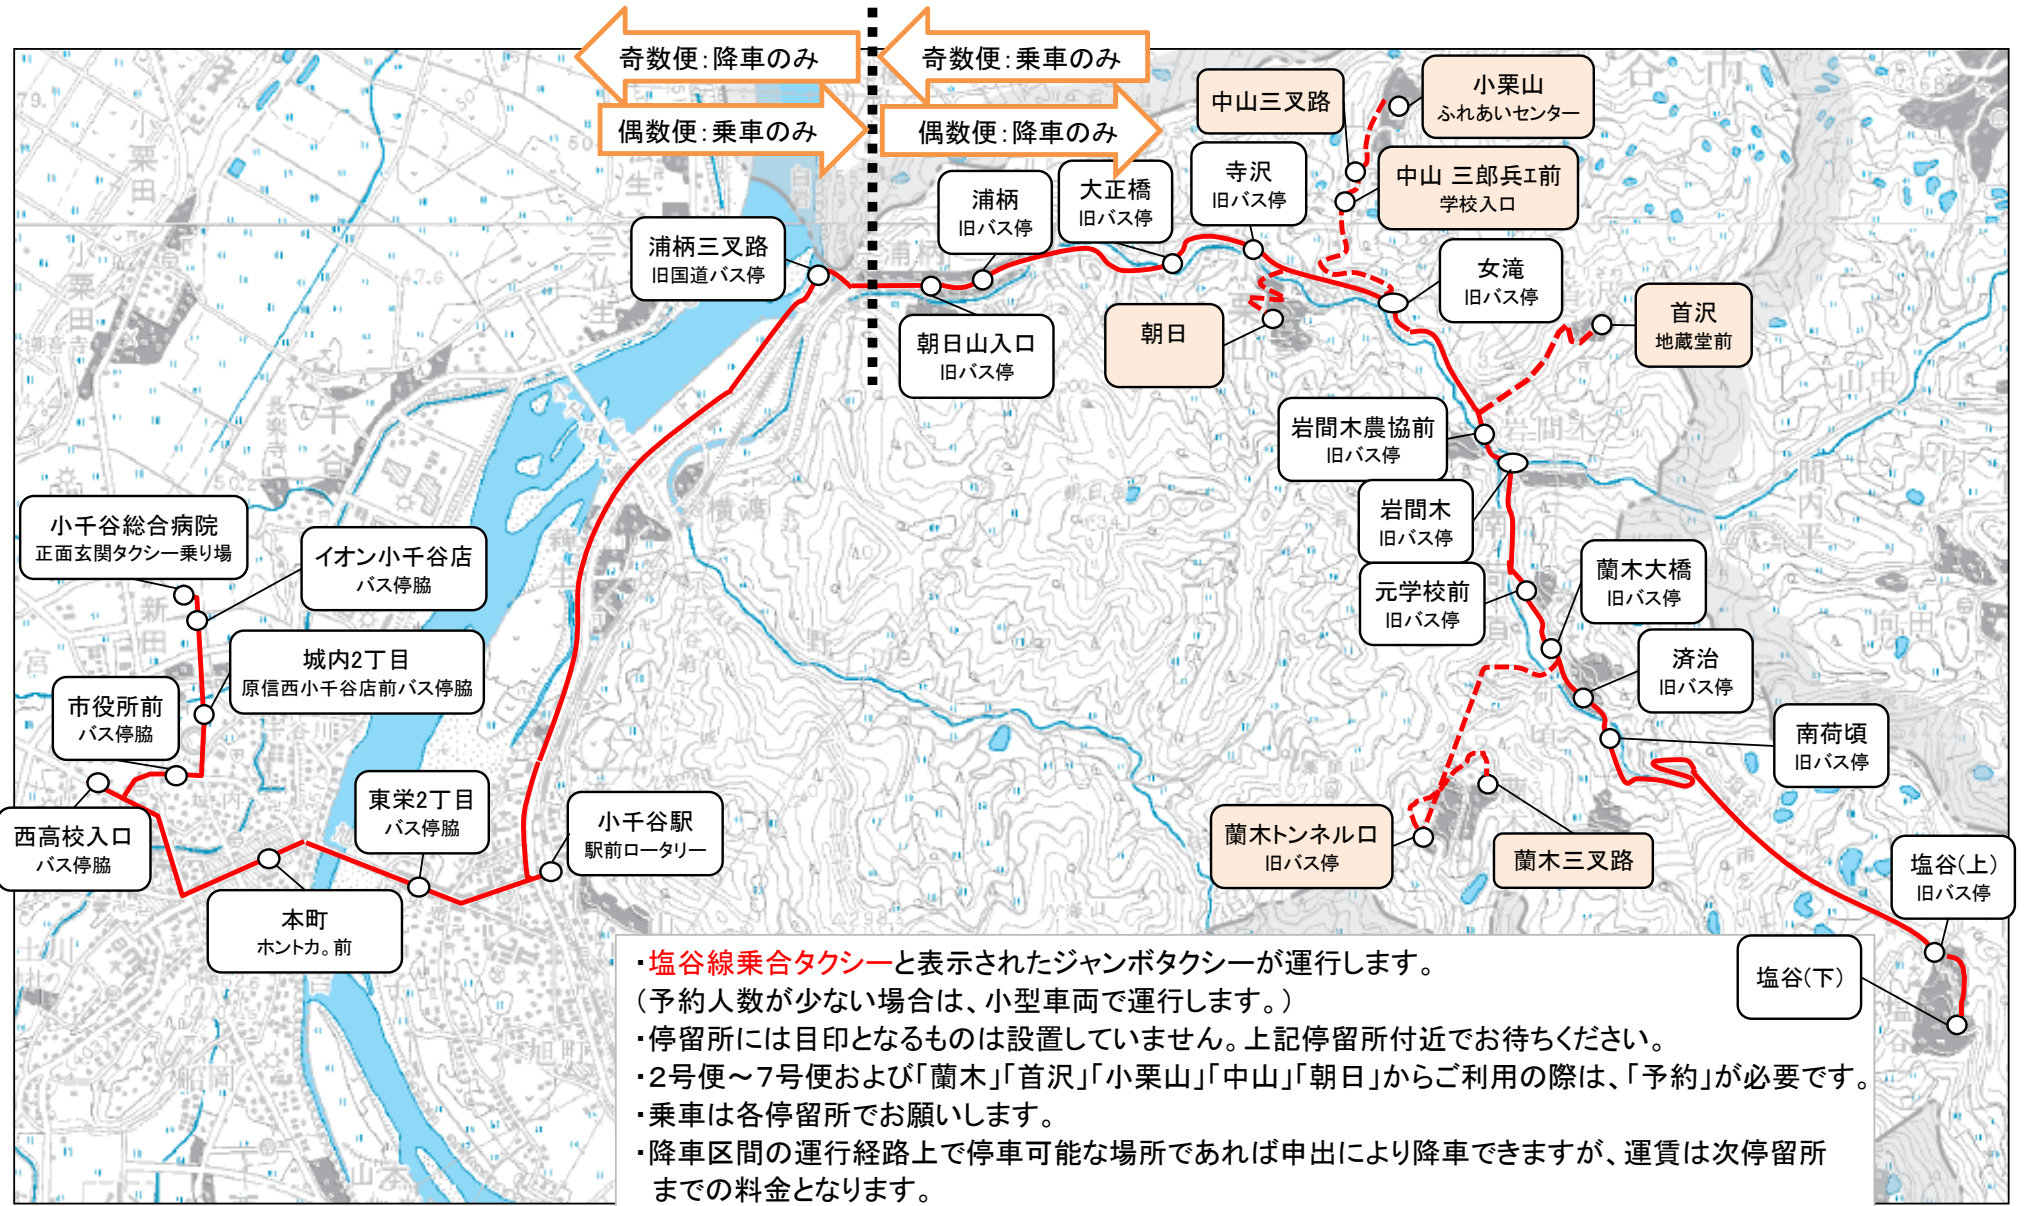 奇数便:降車のみ
奇数便:乗車のみ
偶数便:乗車のみ
偶数便:降車のみ
中山三叉路
小栗山
ふれあいセンター
中山 三郎兵エ前
学校入口
寺沢
旧バス停
大正橋
旧バス停
浦柄
旧バス停
浦柄三叉路
旧国道バス停
女滝
旧バス停
首沢
地蔵堂前
朝日山入口
旧バス停
朝日
岩間木農協前
旧バス停
岩間木
旧バス停
小千谷総合病院
正面玄関タクシー乗り場
イオン小千谷店
バス停脇
元学校前
旧バス停
蘭木大橋
旧バス停
城内2丁目
原信西小千谷店前バス停脇
済治
旧バス停
市役所前
バス停脇
南荷頃
旧バス停
東栄2丁目
バス停脇
小千谷駅
駅前ロータリー
西高校入口
バス停脇
蘭木トンネル口
旧バス停
蘭木三叉路
塩谷(上)
旧バス停
本町
ホントカ。前
塩谷(下)
・塩谷線乗合タクシーと表示されたジャンボタクシーが運行します。
(予約人数が少ない場合は、小型車両で運行します。)
・停留所には目印となるものは設置していません。上記停留所付近でお待ちください。
・2号便~7号便および「蘭木」「首沢」「小栗山」「中山」「朝日」からご利用の際は、「予約」が必要です。
・乗車は各停留所でお願いします。
・降車区間の運行経路上で停車可能な場所であれば申出により降車できますが、運賃は次停留所
までの料金となります。